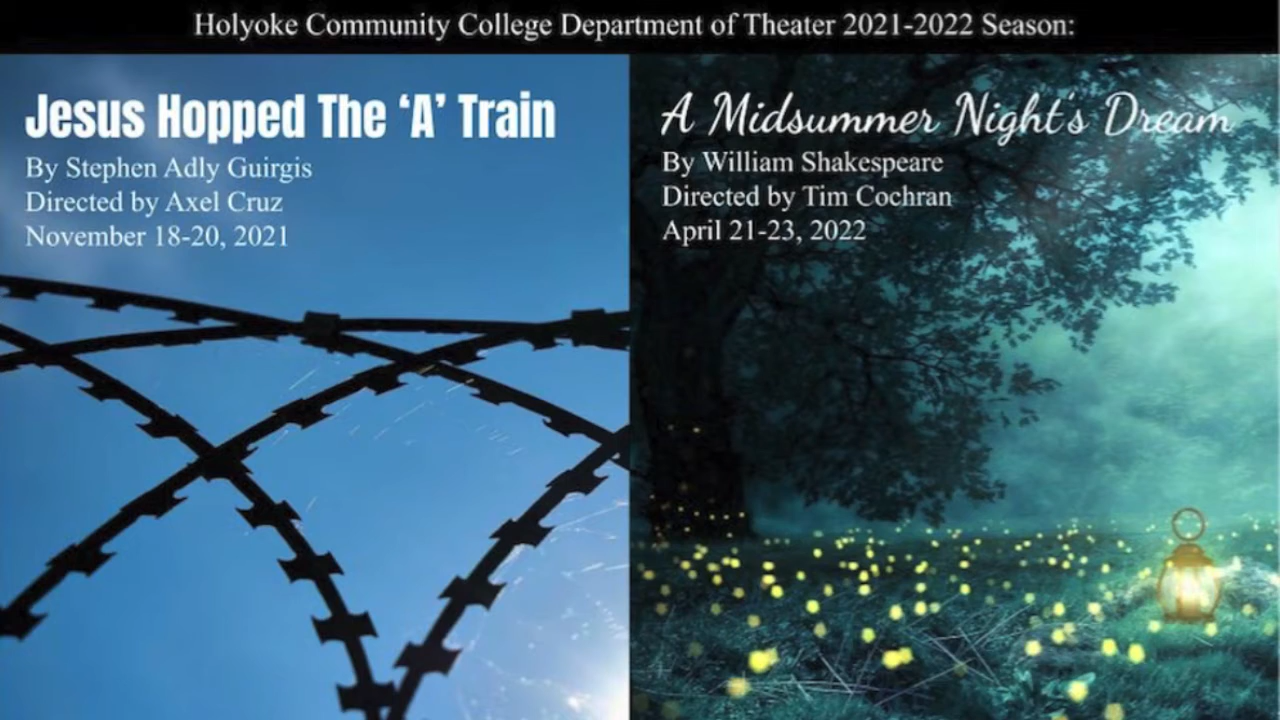 Holyoke Community College Department of Theater 2021-2022 Season:
Jesus Hopped The ‘A’ Train
By Stephen Adly Guirgis
Directed by Axel Cruz
November 18-20, 2021
A Midsummer Night's Dream
By William Shakespeare
Directed by Tim Cochran
April 21-23, 2022